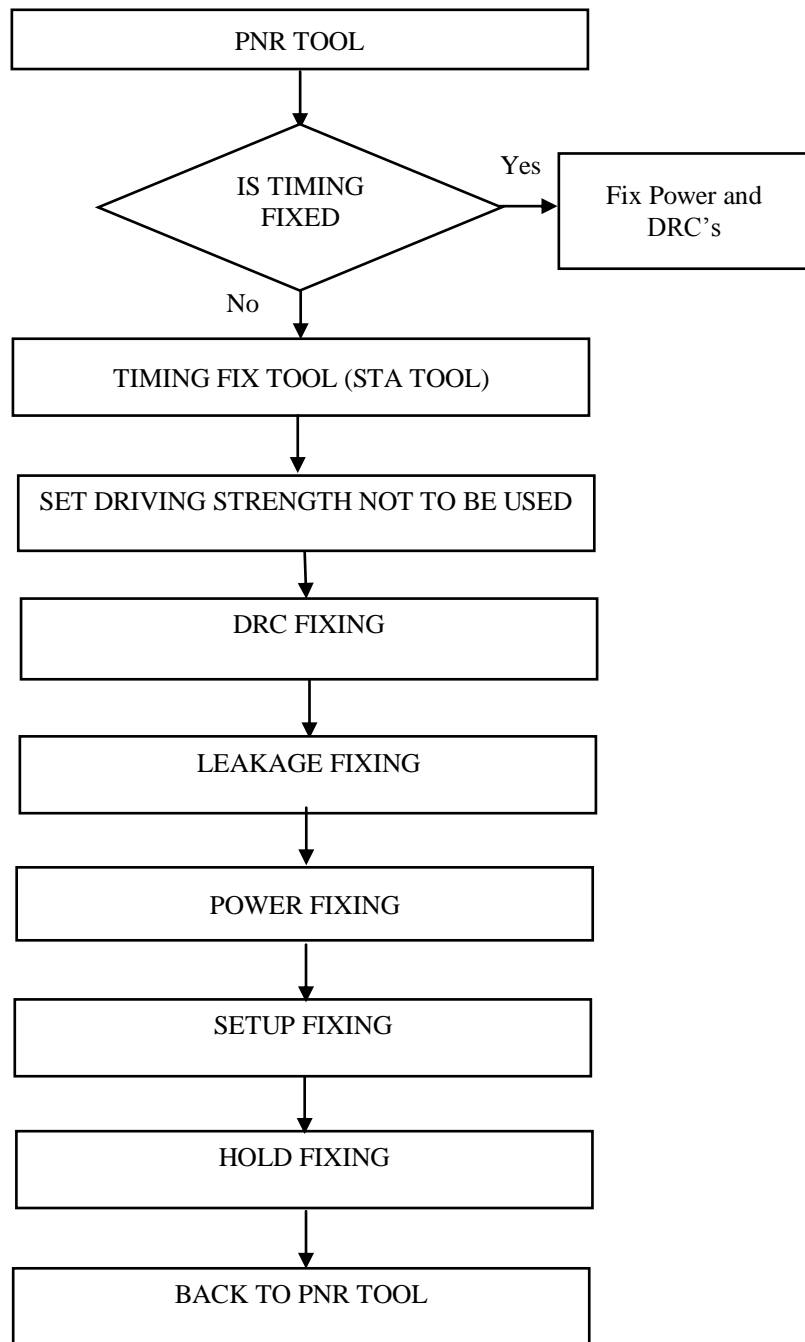 PNR TOOL
IS TIMING
FIXED
Yes
Fix Power and
DRC’s
No
TIMING FIX TOOL (STA TOOL)
SET DRIVING STRENGTH NOT TO BE USED
DRC FIXING
LEAKAGE FIXING
POWER FIXING
SETUP FIXING
HOLD FIXING
BACK TO PNR TOOL